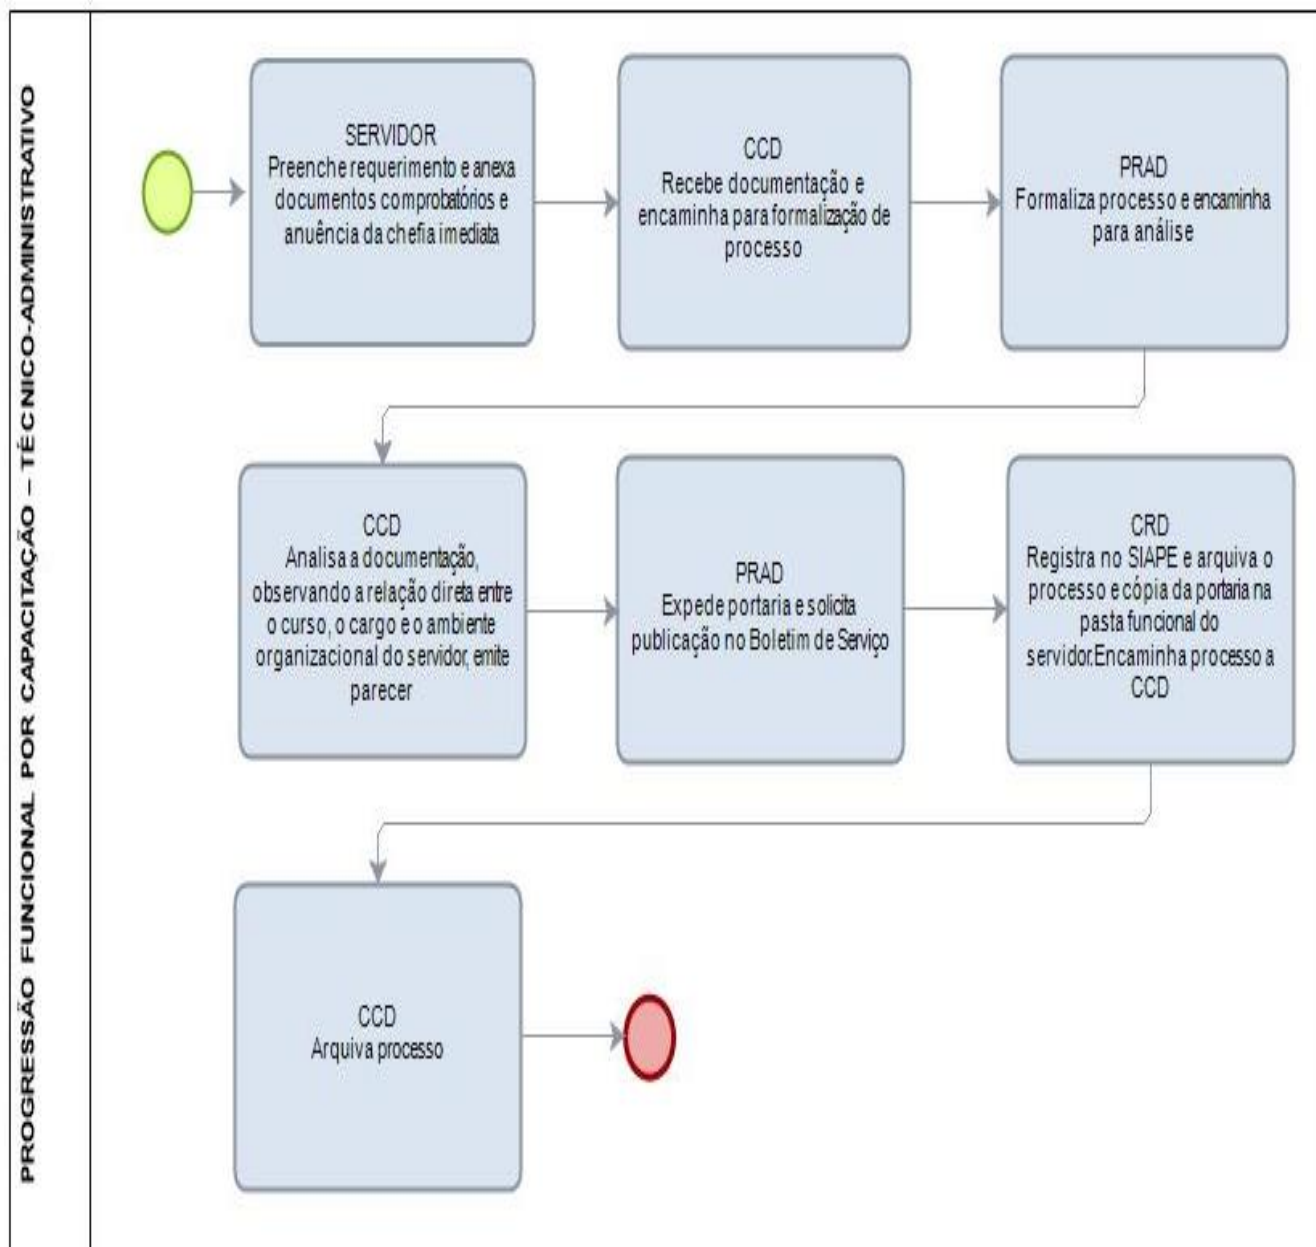 PROGRESSÃO FUNCIONAL POR CAPACITAÇÃO – TÉCNICO-ADMINISTRATIVO
SERVIDOR
Preenche requerimento e anexa
documentos comprobatórios e
anuência da chefia imediata
CCD
Recebe documentação e
encaminha para formalização de
processo
PRAD
Formaliza processo e encaminha
para análise
CCD
Analisa a documentação,
observando a relação direta entre
o curso, o cargo e o ambiente
organizacional do servidor, emite
parecer
PRAD
Expede portaria e solicita
publicação no Boletim de Serviço
CRD
Registra no SIAPE e arquiva o
processo e cópia da portaria na
pasta funcional do
servidor.Encaminha processo a
CCD
CCD
Arquiva processo